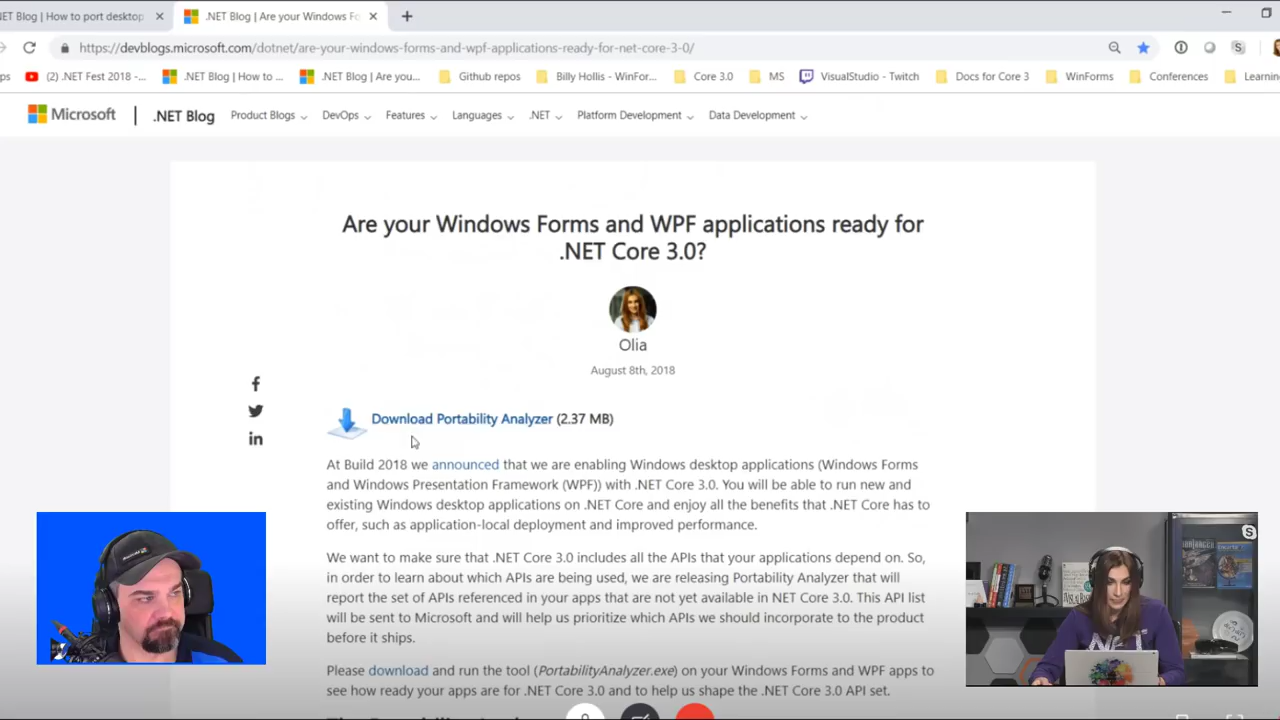 ET Blog | How to port desktop
.NET Blog | Are your Windows Fo
https://devblogs.microsoft.com/dotnet/are-your-windows-forms-and-wpf-applications-ready-for-net-core-3-0/
ps
(2) .NET Fest 2018 -...
.NET Blog | How to ...
.NET Blog | Are you...
Github repos
Billy Hollis - WinFor...
Core 3.0
MS
VisualStudio - Twitch
Docs for Core 3
WinForms
Conferences
Learnin
Microsoft
.NET Blog
Product Blogs
DevOps
Features
Languages
.NET
Platform Development
Data Development
Are your Windows Forms and WPF applications ready for
.NET Core 3.0?
Olia
August 8th, 2018
Download Portability Analyzer (2.37 MB)
At Build 2018 we announced that we are enabling Windows desktop applications (Windows Forms
and Windows Presentation Framework (WPF)) with .NET Core 3.0. You will be able to run new and
existing Windows desktop applications on .NET Core and enjoy all the benefits that .NET Core has to
offer, such as application-local deployment and improved performance.
We want to make sure that .NET Core 3.0 includes all the APIs that your applications depend on. So,
in order to learn about which APIs are being used, we are releasing Portability Analyzer that will
report the set of APIs referenced in your apps that are not yet available in NET Core 3.0. This API list
will be sent to Microsoft and will help us prioritize which APIs we should incorporate to the product
before it ships.
Please download and run the tool (PortabilityAnalyzer.exe) on your Windows Forms and WPF apps to
see how ready your apps are for .NET Core 3.0 and to help us shape the .NET Core 3.0 API set.
.NET